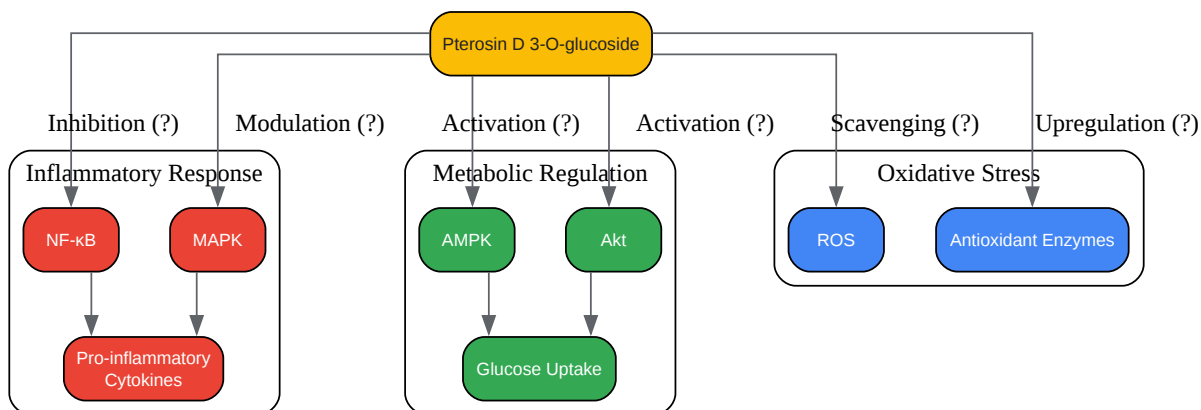 Pterosin D 3-O-glucoside
Inhibition (?)
Modulation (?)
Activation (?)
Activation (?)
Scavenging (?)
Upregulation (?)
Inflammatory Response
Metabolic Regulation
Oxidative Stress
NF-κB
MAPK
AMPK
Akt
ROS
Antioxidant Enzymes
Pro-inflammatory
Cytokines
Glucose Uptake